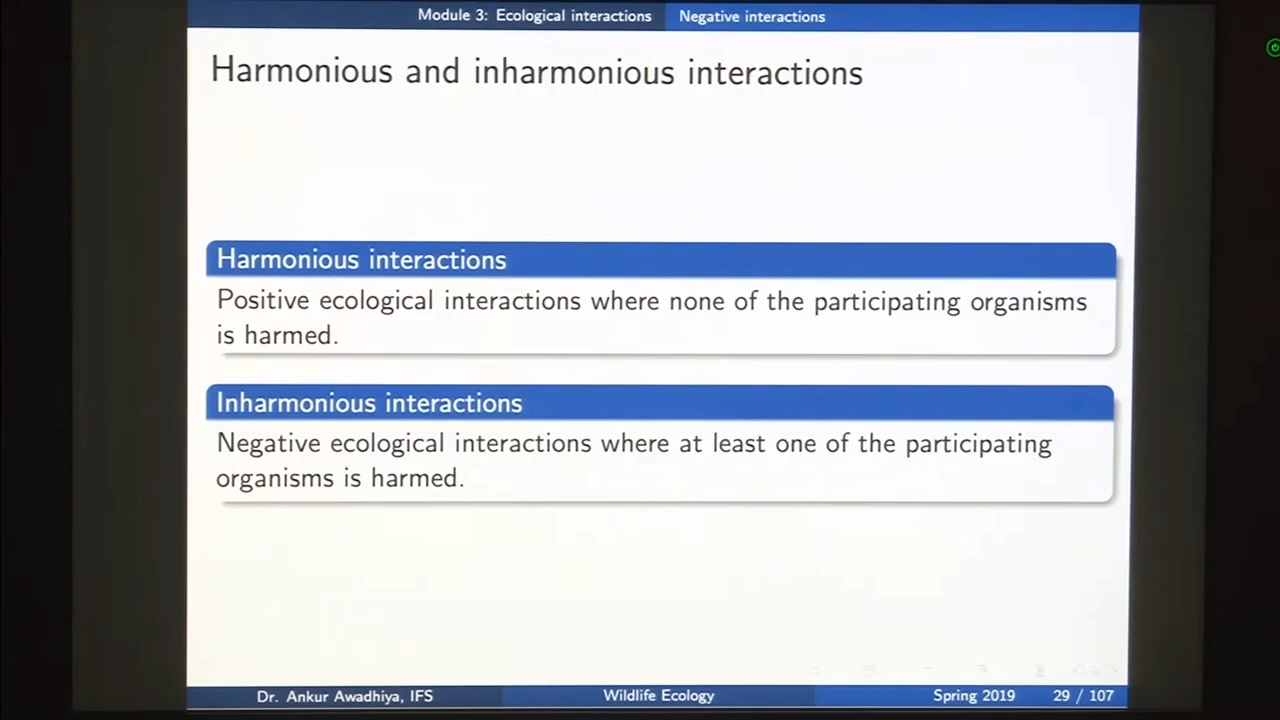 Module 3: Ecological interactions Negative interactions
Harmonious and inharmonious interactions
Harmonious interactions
Positive ecological interactions where none of the participating organisms
is harmed.
Inharmonious interactions
Negative ecological interactions where at least one of the participating
organisms is harmed.
Dr. Ankur Awadhiya, IFS Wildlife Ecology Spring 2019 29 / 107